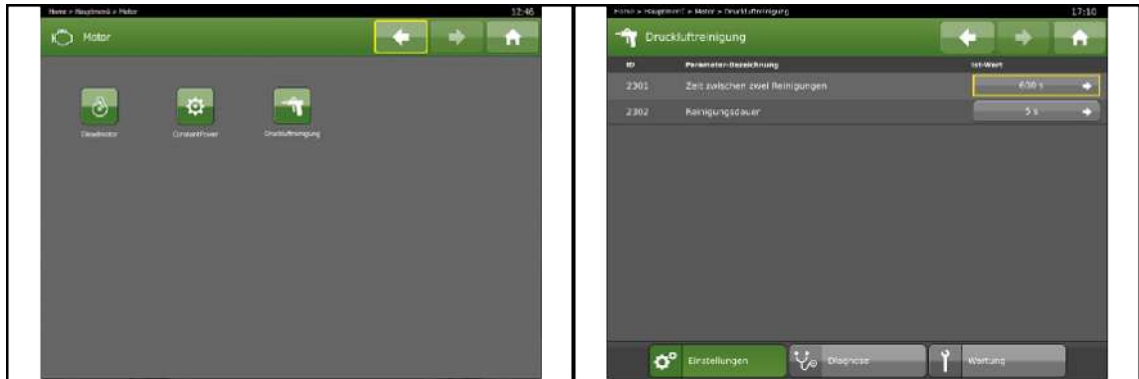 Home > Hauptmenü > Motor
12:46
Motor
Dieselmotor
ConstantPower
Druckluftreinigung
Home > Hauptmenü > Motor > Druckluftreinigung
17:10
Druckluftreinigung
ID Parameter-Bezeichnung Ist-Wert
2301 Zeit zwischen zwei Reinigungen 600 s
2302 Reinigungsdauer 5 s
Einstellungen Diagnose Wartung